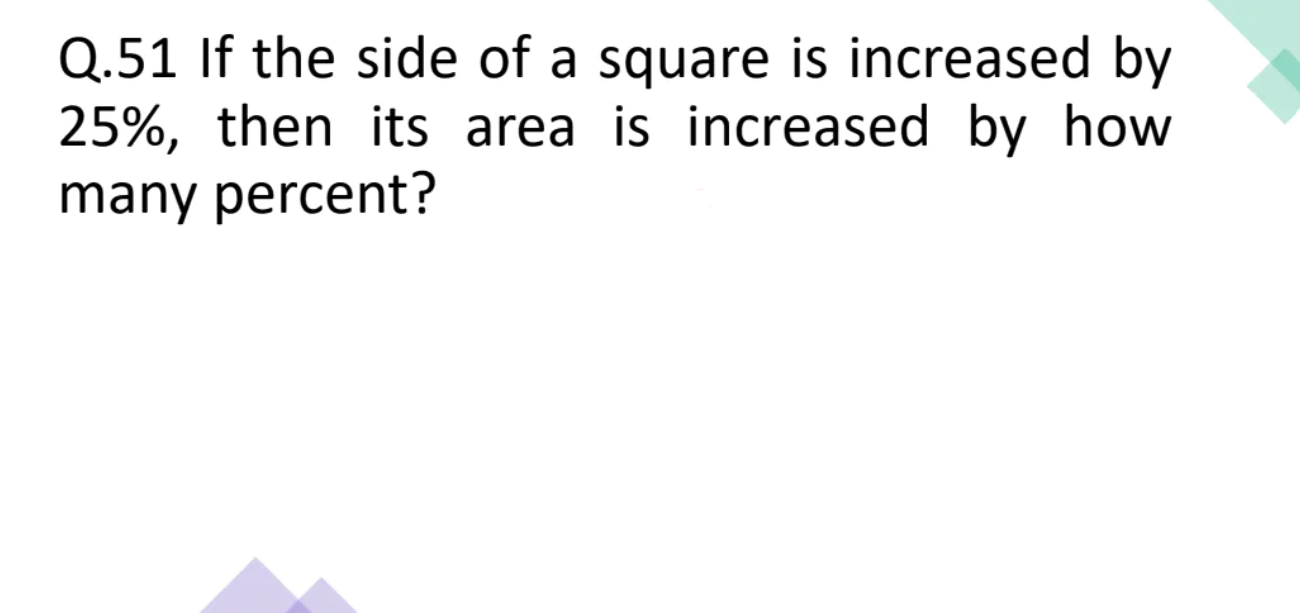 Q.51 If the side of a square is increased by
25%, then its area is increased by how
many percent?